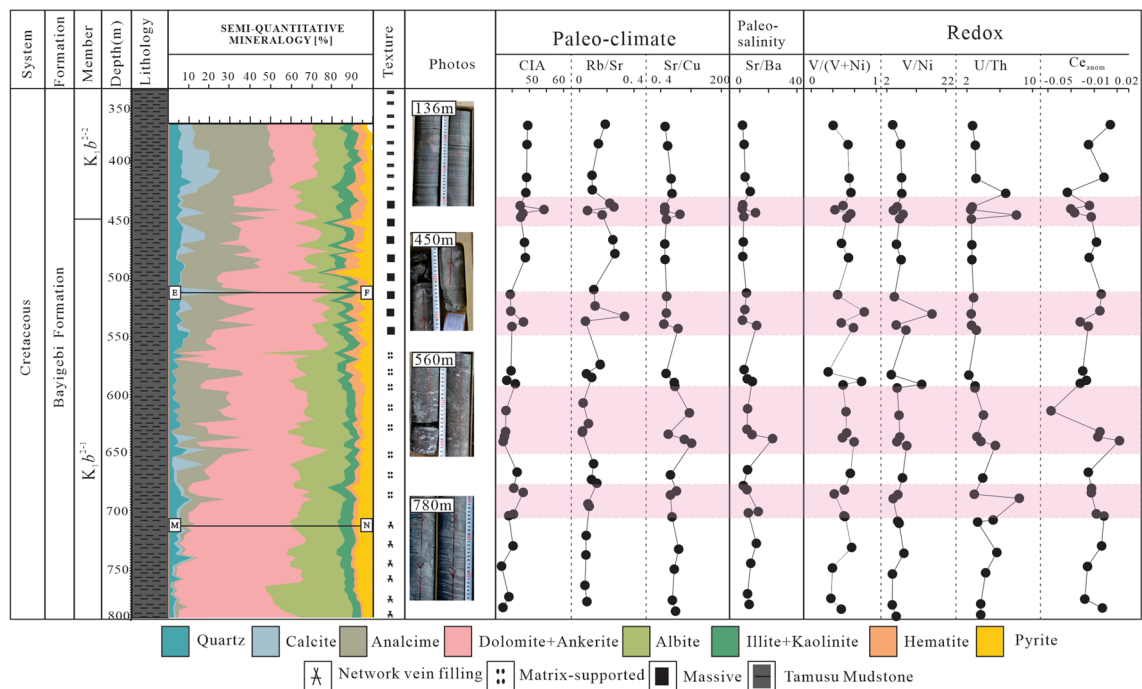 System
Formation
Member
Depth(m)
Lithology
SEMI-QUANTITATIVE
MINERALOGY [%]
10 20 30 40 50 60 70 80 90
Texture
Photos
Paleo-climate
CIA
50 60
Rb/Sr
0 0. 4
Sr/Cu
0. 4 200
Paleo-
salinity
Sr/Ba
0 40
Redox
V/(V+Ni)
0 1
V/Ni
2 22
U/Th
2 10
Ceanom
-0.05 -0.01 0.02
Cretaceous
Bayigebi Formation
K1b2-2
K1b2-1
350
400
450
500
550
600
650
700
750
800
E F
M N
136m
450m
560m
780m
Quartz Calcite Analcime Dolomite+Ankerite Albite Illite+Kaolinite Hematite Pyrite
Network vein filling Matrix-supported Massive Tamusu Mudstone